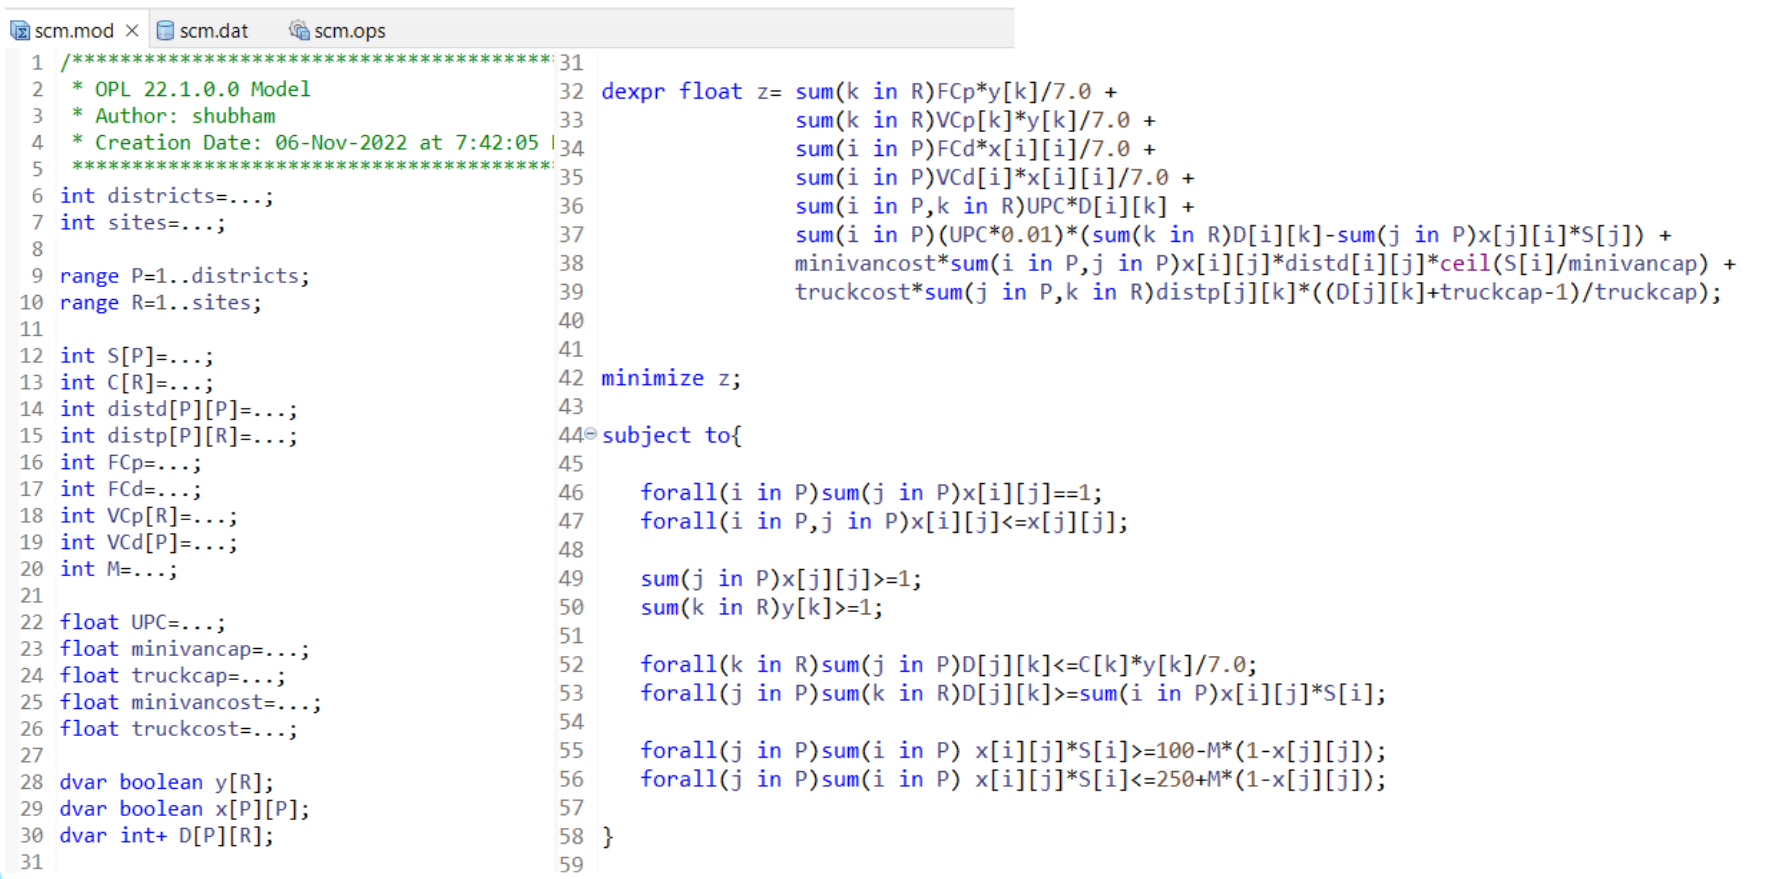 scm.mod scm.dat scm.ops
1 /****************************************
2 * OPL 22.1.0.0 Model
3 * Author: shubham
4 * Creation Date: 06-Nov-2022 at 7:42:05
5 ****************************************
6 int districts=...;
7 int sites=...;
8
9 range P=1..districts;
10 range R=1..sites;
11
12 int S[P]=...;
13 int C[R]=...;
14 int distd[P][P]=...;
15 int distp[P][R]=...;
16 int FCp=...;
17 int FCd=...;
18 int VCp[R]=...;
19 int VCd[P]=...;
20 int M=...;
21
22 float UPC=...;
23 float minivancap=...;
24 float truckcap=...;
25 float minivancost=...;
26 float truckcost=...;
27
28 dvar boolean y[R];
29 dvar boolean x[P][P];
30 dvar int+ D[P][R];
31
31
32 dexpr float z= sum(k in R)FCp*y[k]/7.0 +
33 sum(k in R)VCp[k]*y[k]/7.0 +
34 sum(i in P)FCd*x[i][i]/7.0 +
35 sum(i in P)VCd[i]*x[i][i]/7.0 +
36 sum(i in P,k in R)UPC*D[i][k] +
37 sum(i in P)(UPC*0.01)*(sum(k in R)D[i][k]-sum(j in P)x[j][i]*S[j]) +
38 minivancost*sum(i in P,j in P)x[i][j]*distd[i][j]*ceil(S[i]/minivancap) +
39 truckcost*sum(j in P,k in R)distp[j][k]*((D[j][k]+truckcap-1)/truckcap);
40
41
42 minimize z;
43
44 subject to{
45
46 forall(i in P)sum(j in P)x[i][j]==1;
47 forall(i in P,j in P)x[i][j]<=x[j][j];
48
49 sum(j in P)x[j][j]>=1;
50 sum(k in R)y[k]>=1;
51
52 forall(k in R)sum(j in P)D[j][k]<=C[k]*y[k]/7.0;
53 forall(j in P)sum(k in R)D[j][k]>=sum(i in P)x[i][j]*S[i];
54
55 forall(j in P)sum(i in P) x[i][j]*S[i]>=100-M*(1-x[j][j]);
56 forall(j in P)sum(i in P) x[i][j]*S[i]<=250+M*(1-x[j][j]);
57
58 }
59